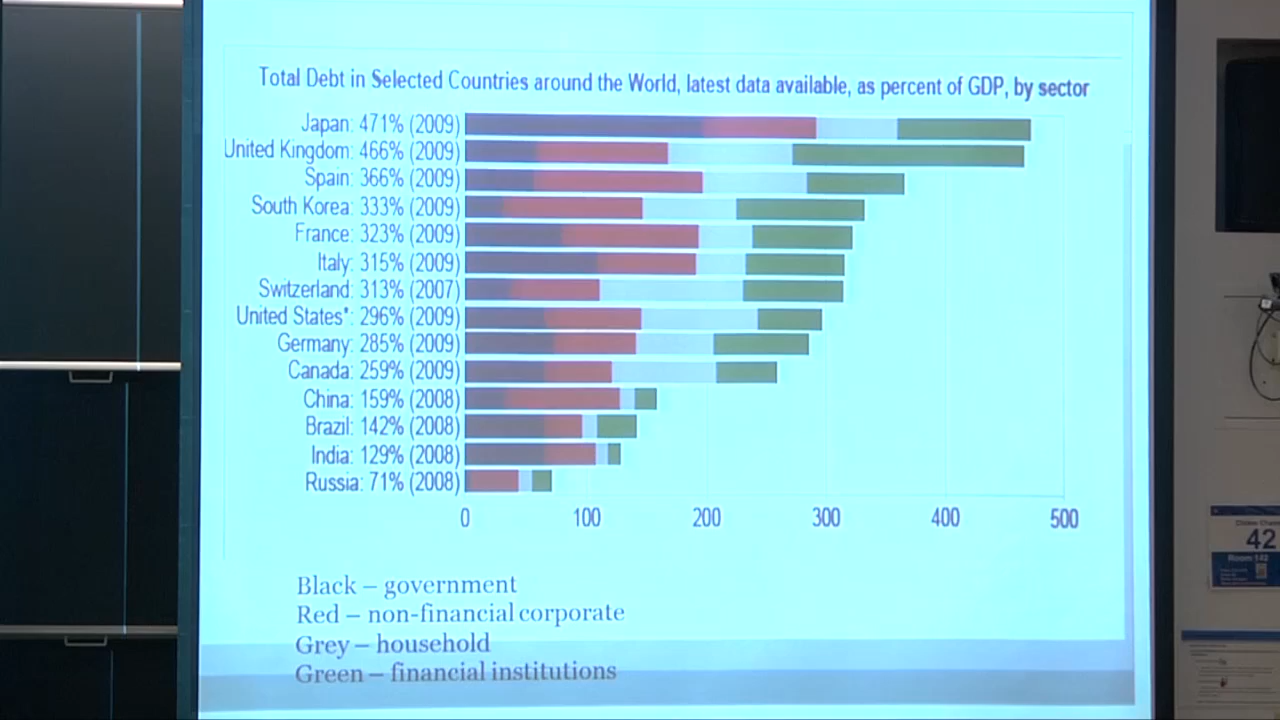 Total Debt in Selected Countries around the World, latest data available, as percent of GDP, by sector
Japan: 471% (2009)
United Kingdom: 466% (2009)
Spain: 366% (2009)
South Korea: 333% (2009)
France: 323% (2009)
Italy: 315% (2009)
Switzerland: 313% (2007)
United States*: 296% (2009)
Germany: 285% (2009)
Canada: 259% (2009)
China: 159% (2008)
Brazil: 142% (2008)
India: 129% (2008)
Russia: 71% (2008)
0 100 200 300 400 500
Black – government
Red – non-financial corporate
Grey – household
Green – financial institutions
42
Room 142